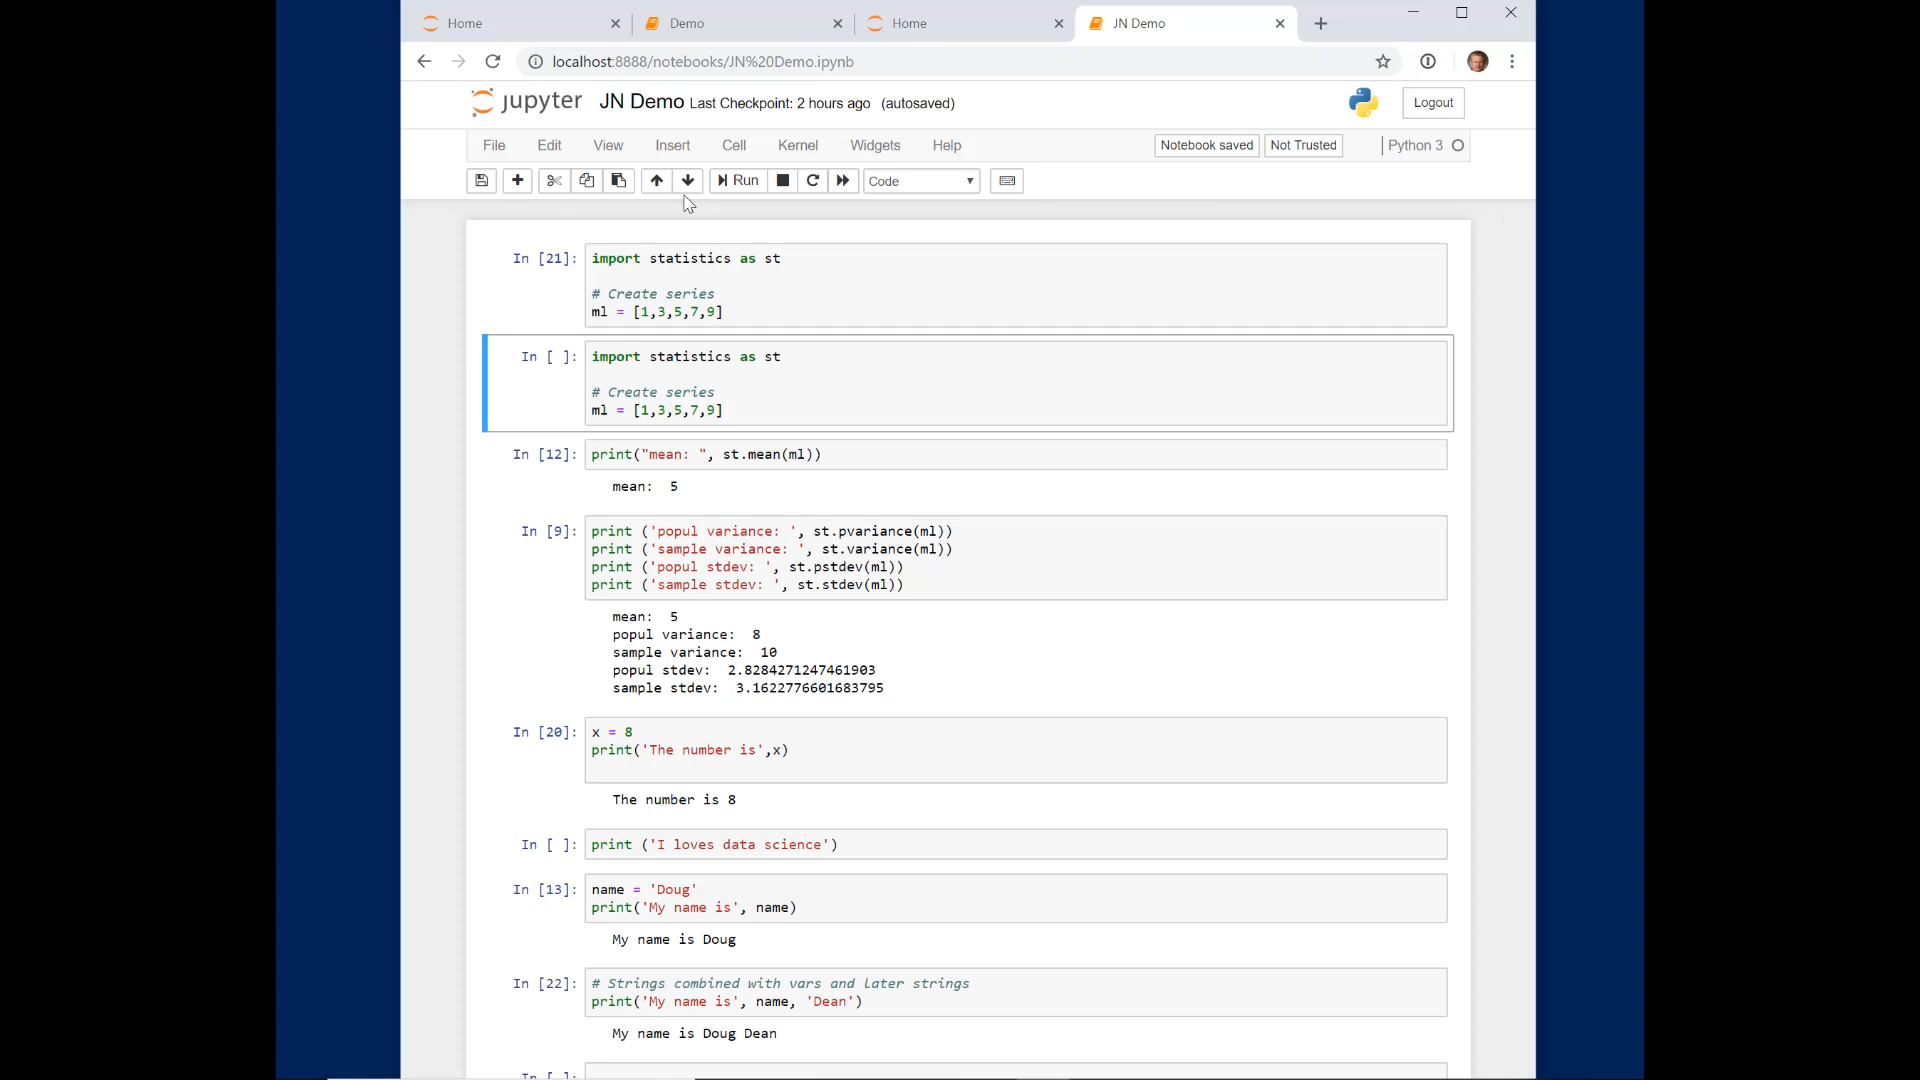 Home
Demo
Home
JN Demo
localhost:8888/notebooks/JN%20Demo.ipynb
jupyter JN Demo Last Checkpoint: 2 hours ago (autosaved)
Logout
File Edit View Insert Cell Kernel Widgets Help
Notebook saved Not Trusted Python 3
Run Code
In [21]: import statistics as st
# Create series
ml = [1,3,5,7,9]
In [ ]: import statistics as st
# Create series
ml = [1,3,5,7,9]
In [12]: print("mean: ", st.mean(ml))
mean:  5
In [9]: print ('popul variance: ', st.pvariance(ml))
print ('sample variance: ', st.variance(ml))
print ('popul stdev: ', st.pstdev(ml))
print ('sample stdev: ', st.stdev(ml))
mean:  5
popul variance:  8
sample variance:  10
popul stdev:  2.8284271247461903
sample stdev:  3.1622776601683795
In [20]: x = 8
print('The number is',x)
The number is 8
In [ ]: print ('I loves data science')
In [13]: name = 'Doug'
print('My name is', name)
My name is Doug
In [22]: # Strings combined with vars and later strings
print('My name is', name, 'Dean')
My name is Doug Dean
In [ ]: